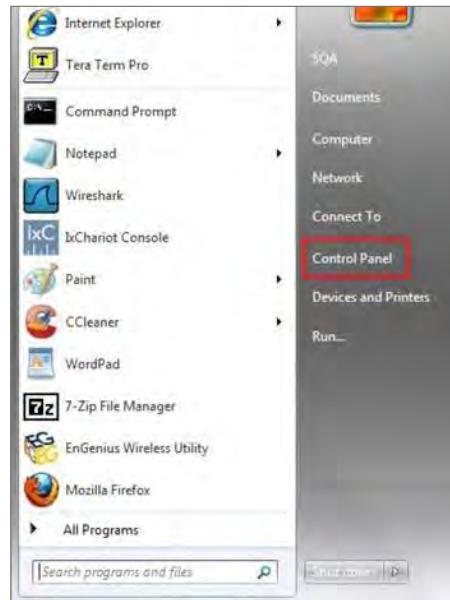 Internet Explorer
Tera Term Pro
Command Prompt
Notepad
Wireshark
IxChariot Console
Paint
CCleaner
WordPad
7-Zip File Manager
EnGenius Wireless Utility
Mozilla Firefox
All Programs
Search programs and files
SQA
Documents
Computer
Network
Connect To
Control Panel
Devices and Printers
Run...
Shut down